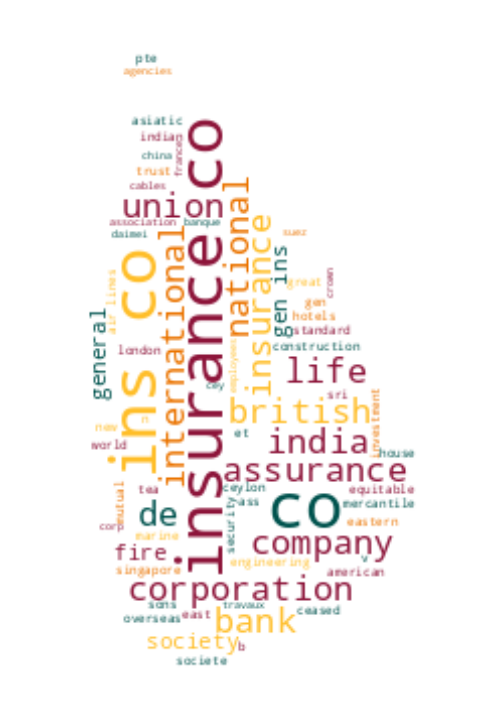 pte
agencies
asiatic
indian
china
frances
trust
cables
union
association
banque
daimei
insurance co
national
international
ins co
insurance
suez
gen ins
great
crown
gen
hotels
standard
air lines
general
construction
london
employees
life
cey
sri
british
investment
new
n
et
world
india
house
assurance
mutual
tea
ceylon
ass
equitable
co
mercantile
de
security
eastern
corp
marine
company
fire
v
engineering
singapore
american
corporation
sons
travaux
east
ceased
overseas
bank
society
b
societe